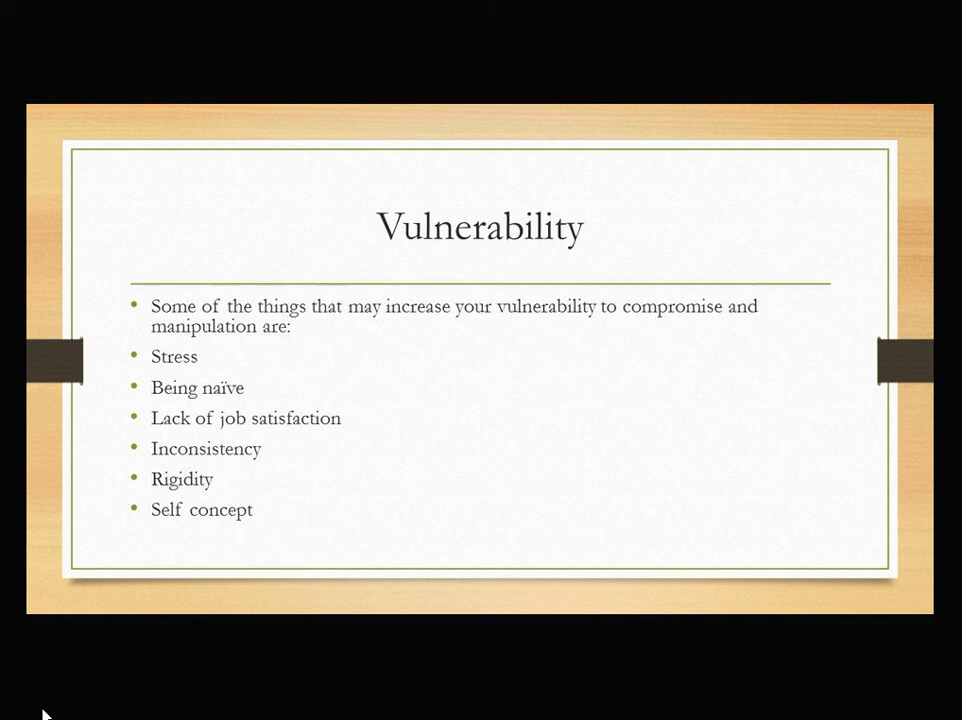 Vulnerability
• Some of the things that may increase your vulnerability to compromise and
manipulation are:
• Stress
• Being naïve
• Lack of job satisfaction
• Inconsistency
• Rigidity
• Self concept